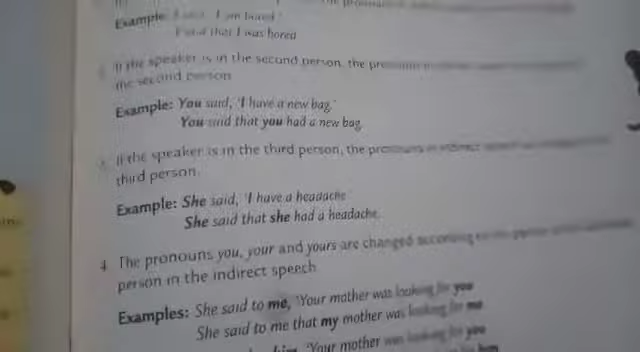 Example: I said, 'I am bored.'
I said that I was bored
If the speaker is in the second person, the
the second person.
Example: You said, 'I have a new bag.'
You said that you had a new bag.
If the speaker is in the third person, the pronouns in indirect
third person.
Example: She said, 'I have a headache.'
She said that she had a headache.
4 The pronouns you, your and yours are changed according to the
person in the indirect speech.
Examples: She said to me, 'Your mother was looking for you
She said to me that my mother was looking for me
him, 'Your mother was looking for you
him